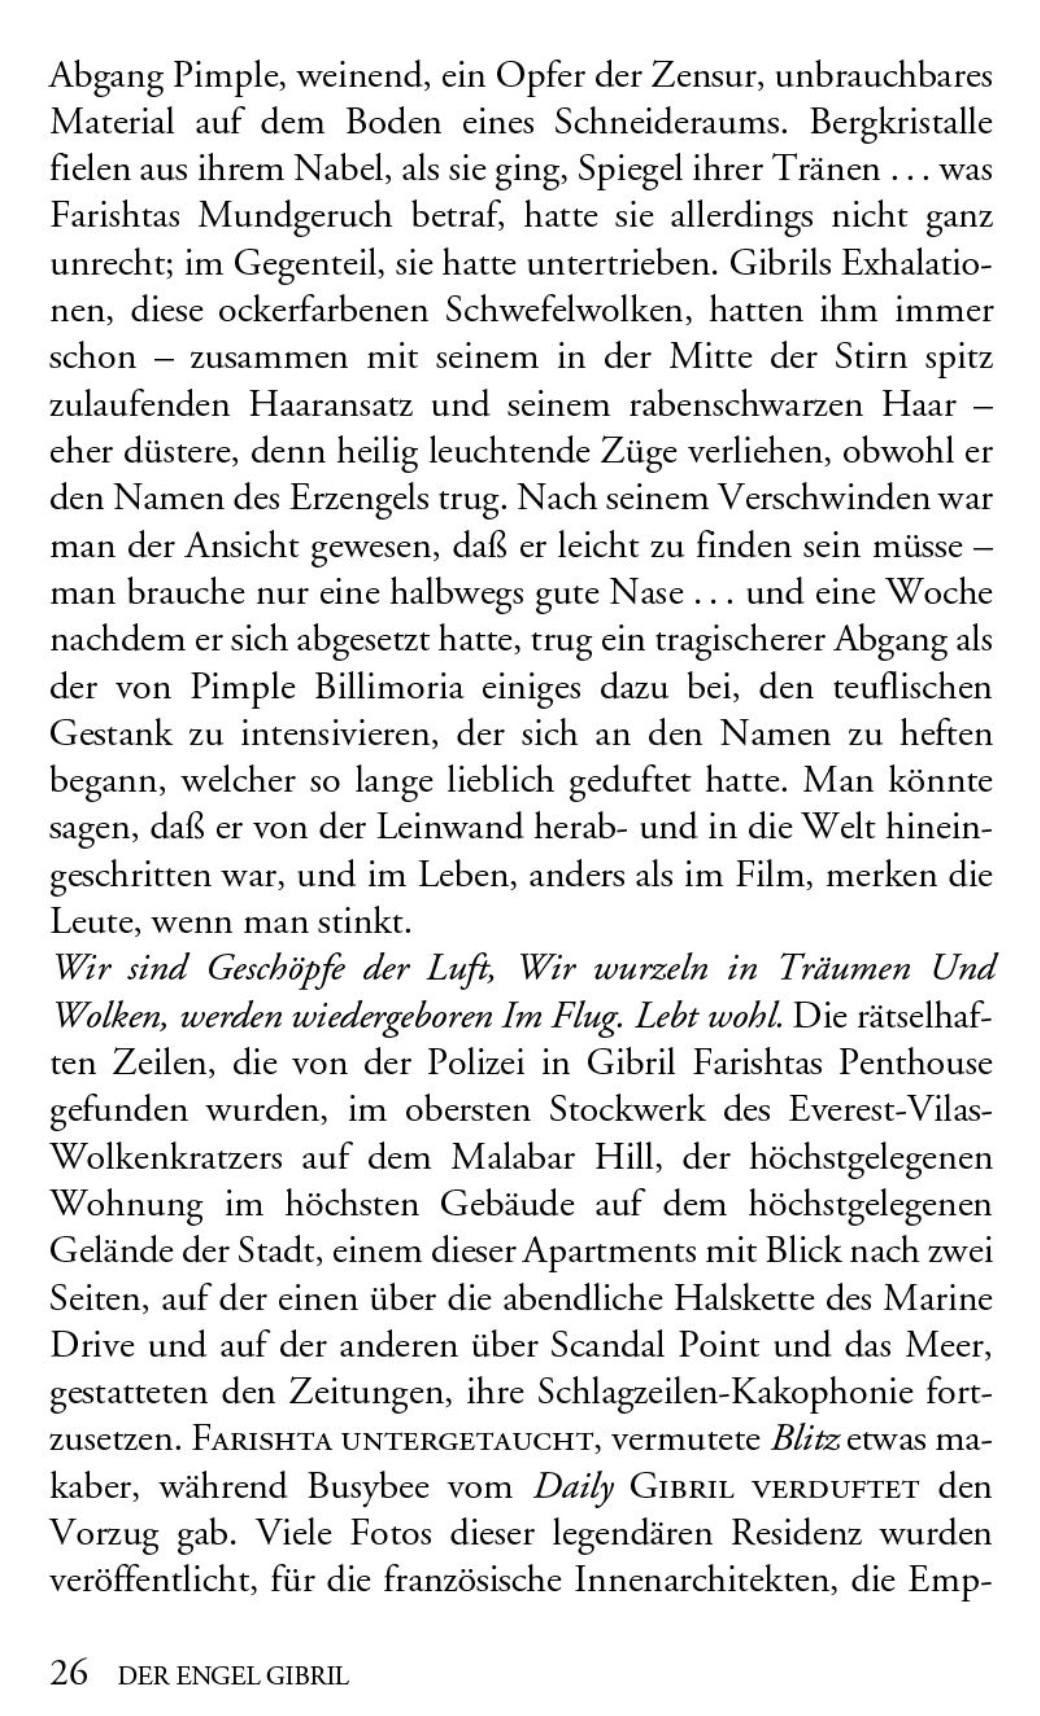 Abgang Pimple, weinend, ein Opfer der Zensur, unbrauchbares
Material auf dem Boden eines Schneideraums. Bergkristalle
fielen aus ihrem Nabel, als sie ging, Spiegel ihrer Tränen . . . was
Farishtas Mundgeruch betraf, hatte sie allerdings nicht ganz
unrecht; im Gegenteil, sie hatte untertrieben. Gibrils Exhalatio-
nen, diese ockerfarbenen Schwefelwolken, hatten ihm immer
schon – zusammen mit seinem in der Mitte der Stirn spitz
zulaufenden Haaransatz und seinem rabenschwarzen Haar –
eher düstere, denn heilig leuchtende Züge verliehen, obwohl er
den Namen des Erzengels trug. Nach seinem Verschwinden war
man der Ansicht gewesen, daß er leicht zu finden sein müsse –
man brauche nur eine halbwegs gute Nase . . . und eine Woche
nachdem er sich abgesetzt hatte, trug ein tragischerer Abgang als
der von Pimple Billimoria einiges dazu bei, den teuflischen
Gestank zu intensivieren, der sich an den Namen zu heften
begann, welcher so lange lieblich geduftet hatte. Man könnte
sagen, daß er von der Leinwand herab- und in die Welt hinein-
geschritten war, und im Leben, anders als im Film, merken die
Leute, wenn man stinkt.
Wir sind Geschöpfe der Luft, Wir wurzeln in Träumen Und
Wolken, werden wiedergeboren Im Flug. Lebt wohl. Die rätselhaf-
ten Zeilen, die von der Polizei in Gibril Farishtas Penthouse
gefunden wurden, im obersten Stockwerk des Everest-Vilas-
Wolkenkratzers auf dem Malabar Hill, der höchstgelegenen
Wohnung im höchsten Gebäude auf dem höchstgelegenen
Gelände der Stadt, einem dieser Apartments mit Blick nach zwei
Seiten, auf der einen über die abendliche Halskette des Marine
Drive und auf der anderen über Scandal Point und das Meer,
gestatteten den Zeitungen, ihre Schlagzeilen-Kakophonie fort-
zusetzen. FARISHTA UNTERGETAUCHT, vermutete Blitz etwas ma-
kaber, während Busybee vom Daily GIBRIL VERDUFTET den
Vorzug gab. Viele Fotos dieser legendären Residenz wurden
veröffentlicht, für die französische Innenarchitekten, die Emp-
26 DER ENGEL GIBRIL